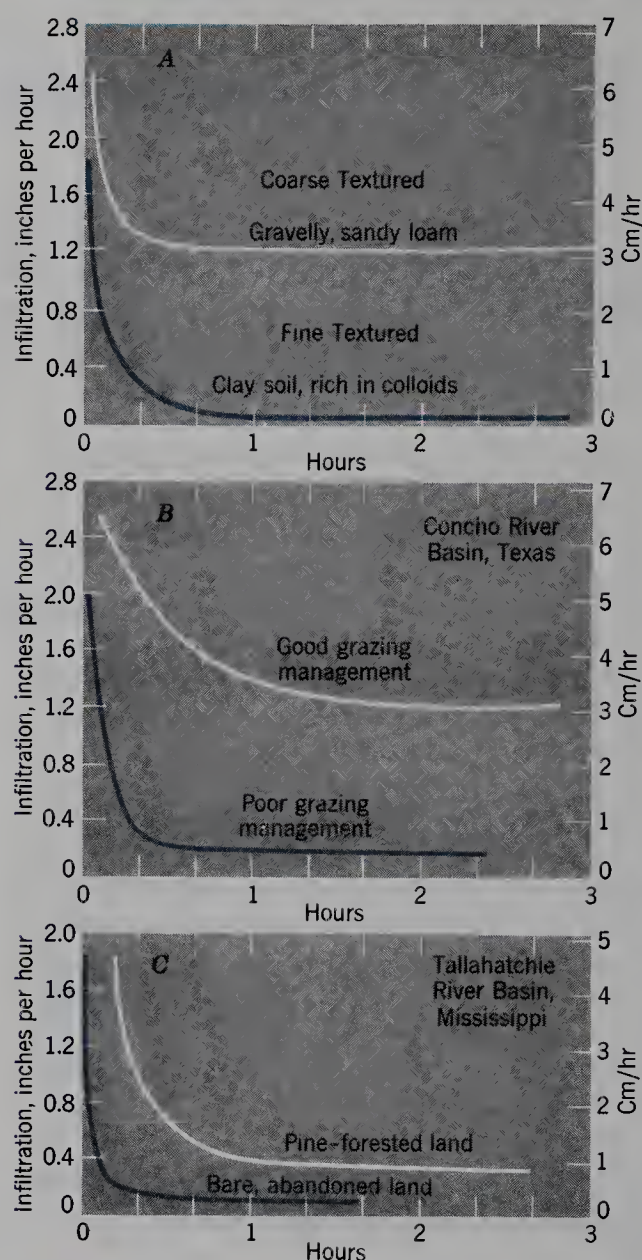 2.8
2.4
2.0
1.6
1.2
0.8
0.4
0
Infiltration, inches per hour
A
Coarse Textured
Gravelly, sandy loam
Fine Textured
Clay soil, rich in colloids
7
6
5
4
3
2
1
0
Cm/hr
0 1 2 3
Hours
2.8
2.4
2.0
1.6
1.2
0.8
0.4
0
Infiltration, inches per hour
B
Concho River
Basin, Texas
Good grazing
management
Poor grazing
management
7
6
5
4
3
2
1
0
Cm/hr
0 1 2 3
Hours
2.0
1.6
1.2
0.8
0.4
0
Infiltration, inches per hour
C
Tallahatchie
River Basin,
Mississippi
Pine-forested land
Bare, abandoned land
5
4
3
2
1
0
Cm/hr
0 1 2 3
Hours